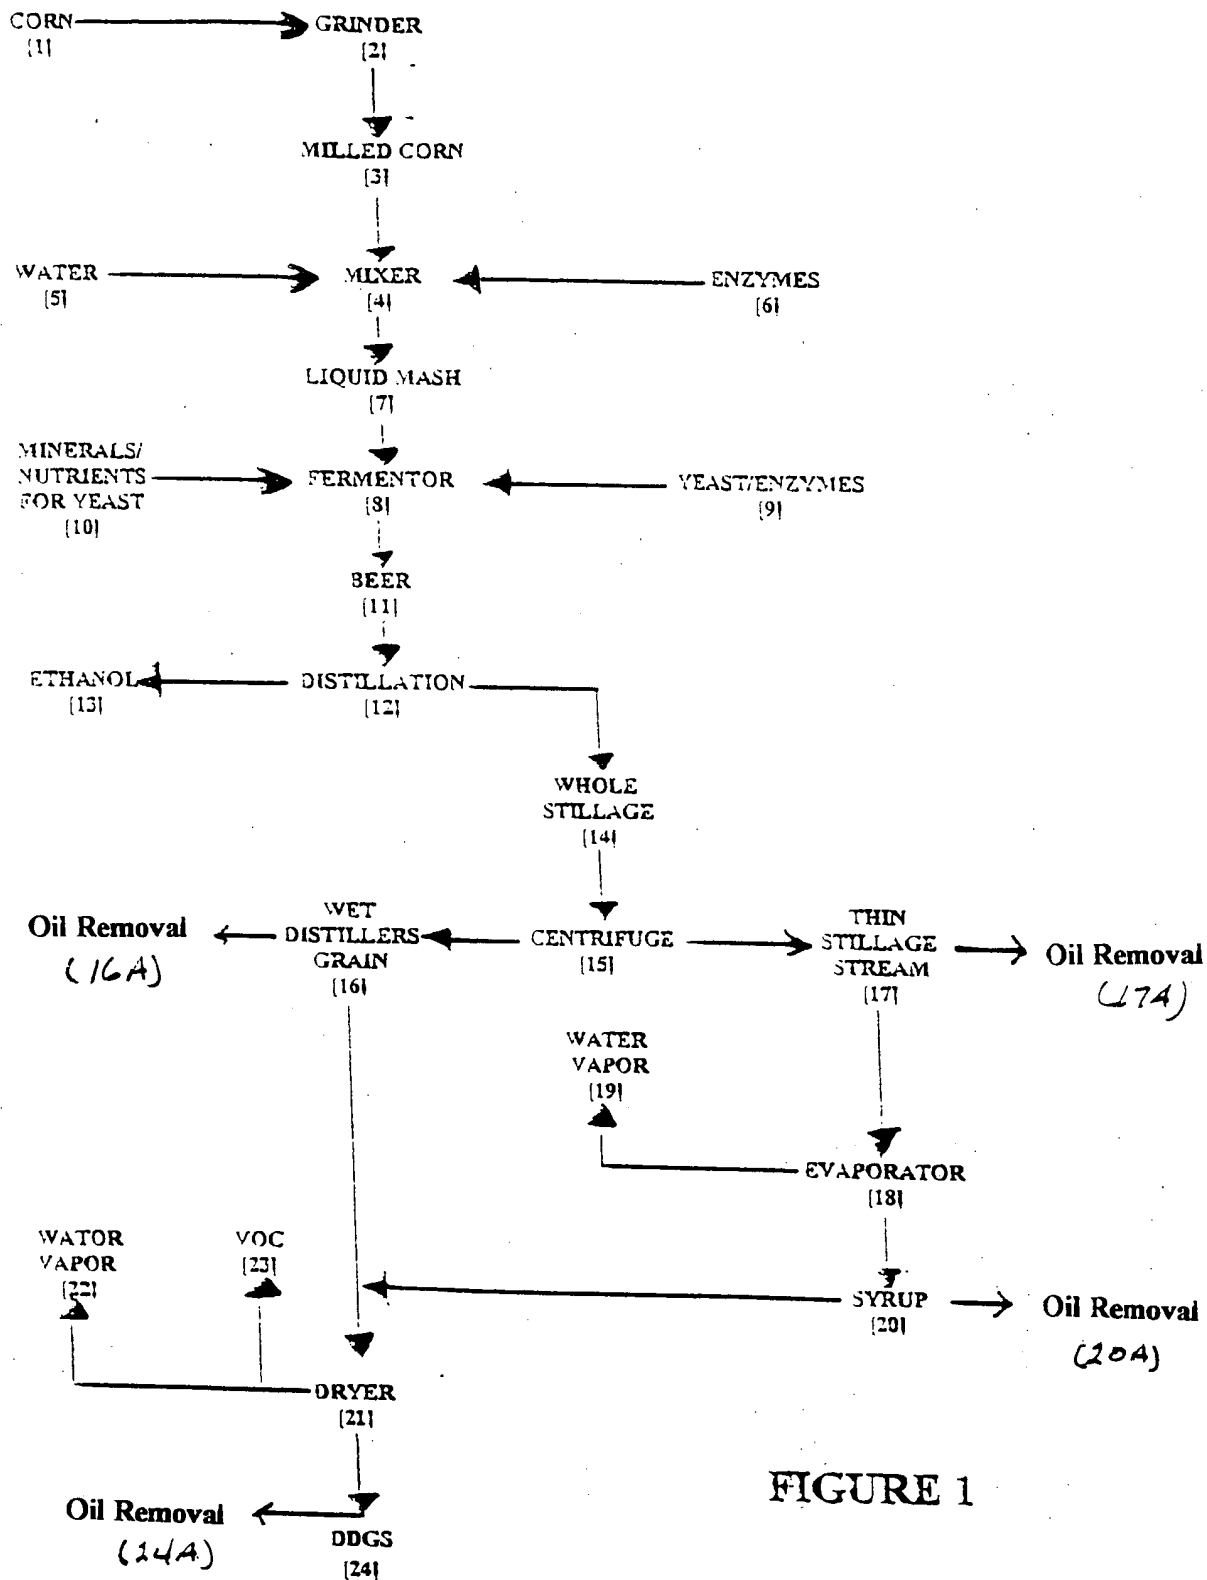 CORN
[1]
GRINDER
[2]
MILLED CORN
[3]
WATER
[5]
MIXER
[4]
ENZYMES
[6]
LIQUID MASH
[7]
MINERALS/
NUTRIENTS
FOR YEAST
[10]
FERMENTOR
[8]
YEAST/ENZYMES
[9]
BEER
[11]
ETHANOL
[13]
DISTILLATION
[12]
WHOLE
STILLAGE
[14]
Oil Removal
(16A)
WET
DISTILLERS
GRAIN
[16]
CENTRIFUGE
[15]
THIN
STILLAGE
STREAM
[17]
Oil Removal
(17A)
WATER
VAPOR
[19]
EVAPORATOR
[18]
WATOR
VAPOR
[22]
VOC
[23]
SYRUP
[20]
Oil Removal
(20A)
DRYER
[21]
Oil Removal
(24A)
DDGS
[24]
FIGURE 1